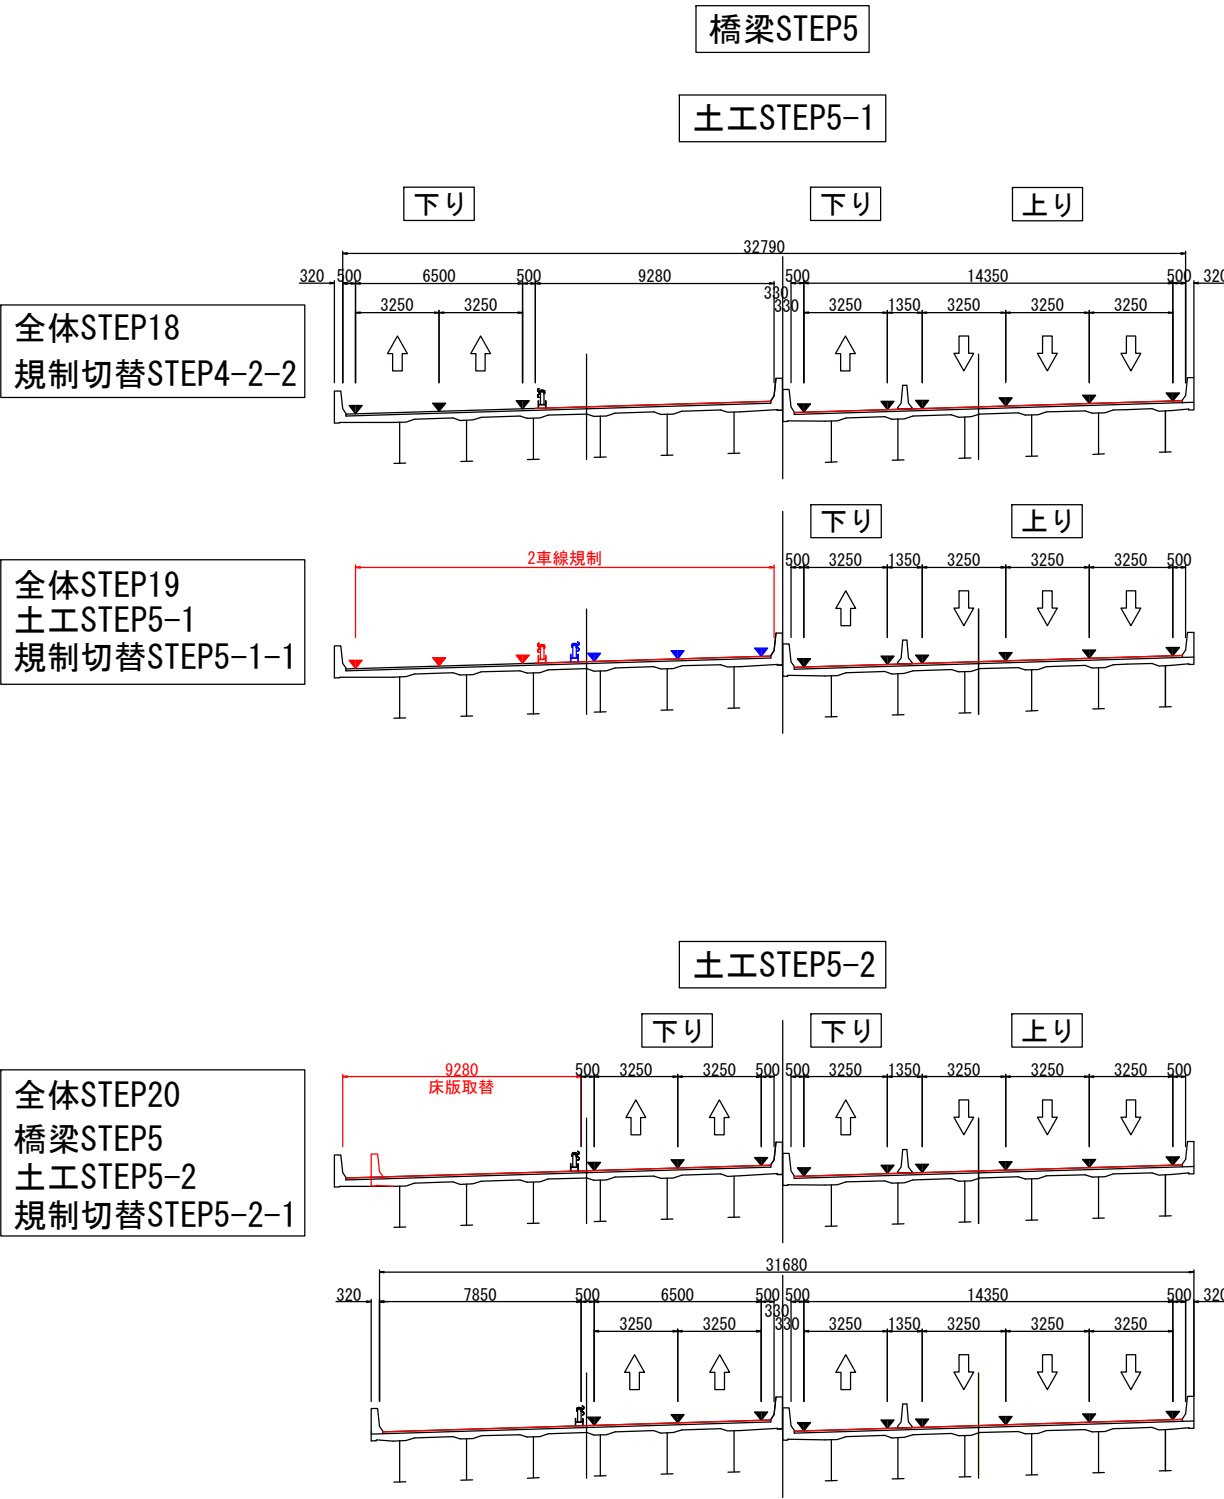 橋梁STEP5
土工STEP5-1
下り 下り 上り
32790
320 500 6500 500 9280 500 14350 500 320
330
3250 3250 330 3250 1350 3250 3250 3250
全体STEP18
規制切替STEP4-2-2
下り 上り
2車線規制 500 3250 1350 3250 3250 3250 500
全体STEP19
土工STEP5-1
規制切替STEP5-1-1
土工STEP5-2
下り 下り 上り
9280 500 3250 3250 500 500 3250 1350 3250 3250 3250 500
床版取替
全体STEP20
橋梁STEP5
土工STEP5-2
規制切替STEP5-2-1
31680
320 7850 500 6500 500 500 14350 500 320
330
3250 3250 330 3250 1350 3250 3250 3250